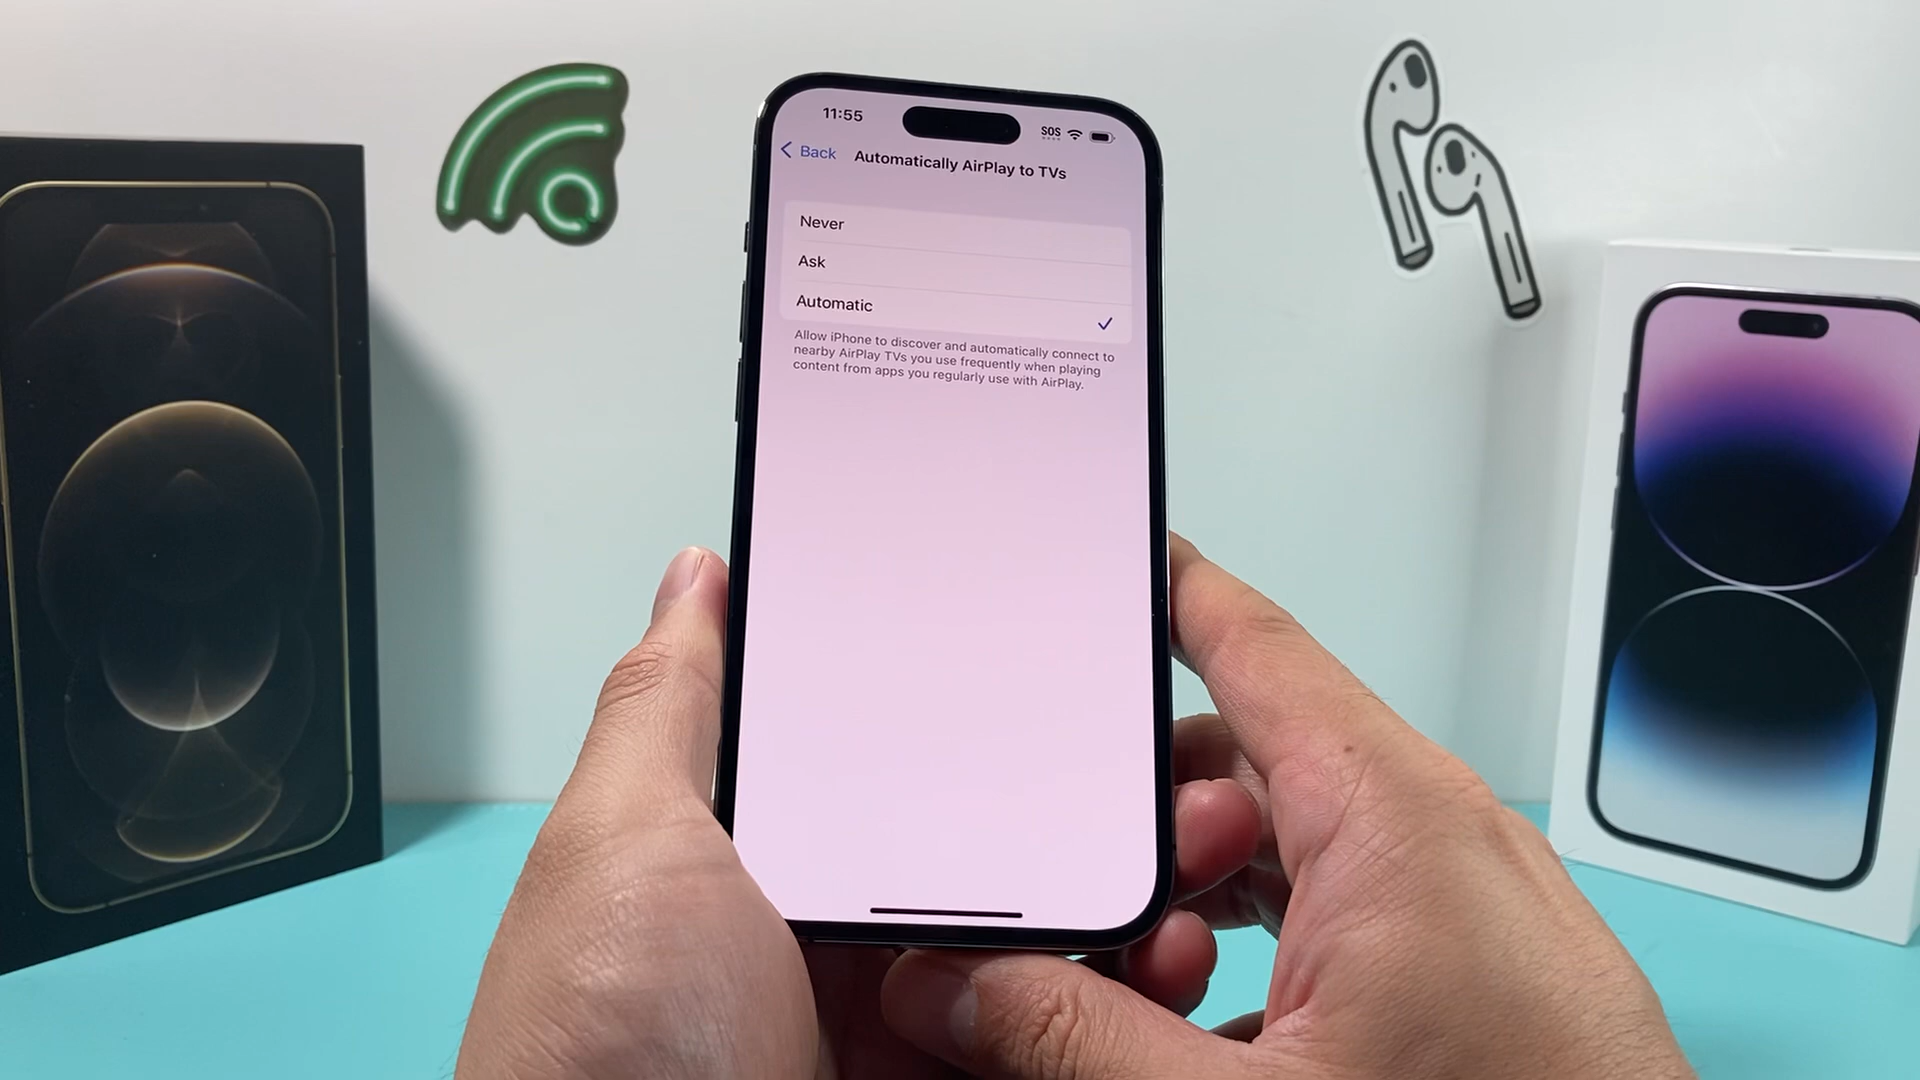 11:55
SOS
Back
Automatically AirPlay to TVs
Never
Ask
Automatic
Allow iPhone to discover and automatically connect to
nearby AirPlay TVs you use frequently when playing
content from apps you regularly use with AirPlay.